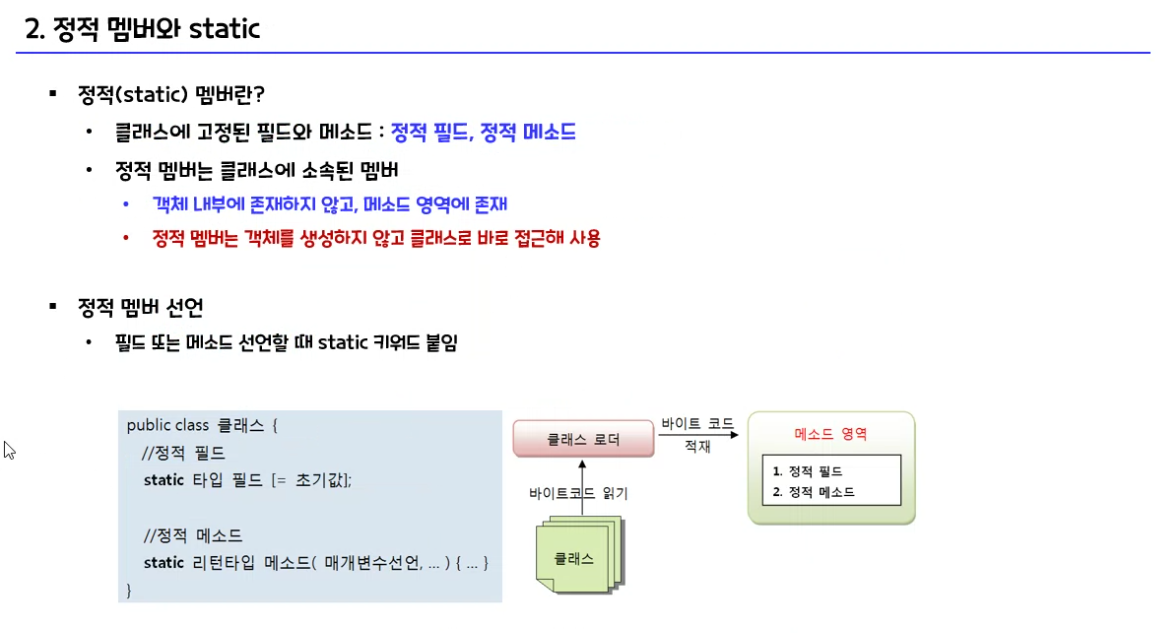 2. 정적 멤버와 static
▪ 정적(static) 멤버란?
• 클래스에 고정된 필드와 메소드 : 정적 필드, 정적 메소드
• 정적 멤버는 클래스에 소속된 멤버
• 객체 내부에 존재하지 않고, 메소드 영역에 존재
• 정적 멤버는 객체를 생성하지 않고 클래스로 바로 접근해 사용
▪ 정적 멤버 선언
• 필드 또는 메소드 선언할 때 static 키워드 붙임
public class 클래스 {
//정적 필드
static 타입 필드 [= 초기값];
//정적 메소드
static 리턴타입 메소드( 매개변수선언, ... ) { ... }
}
클래스 로더
바이트 코드
적재
바이트코드 읽기
클래스
메소드 영역
1. 정적 필드
2. 정적 메소드